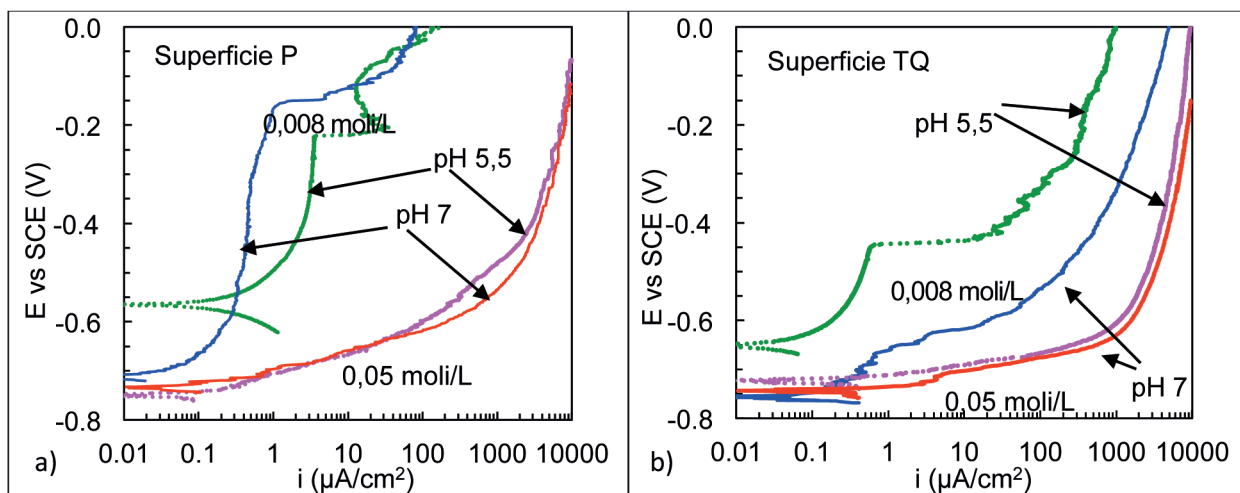 Superficie P
E vs SCE (V)
0.0
-0.2
-0.4
-0.6
-0.8
0,008 moli/L
pH 5,5
pH 7
0,05 moli/L
a)
0.01 0.1 1 10 100 1000 10000
i (µA/cm²)
Superficie TQ
E vs SCE (V)
0.0
-0.2
-0.4
-0.6
-0.8
pH 5,5
0,008 moli/L
pH 7
0,05 moli/L
b)
0.01 0.1 1 10 100 1000 10000
i (µA/cm²)